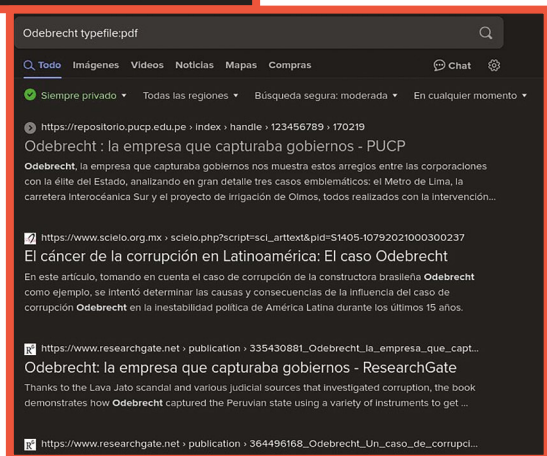 Odebrecht typefile:pdf
Todo Imágenes Videos Noticias Mapas Compras Chat
Siempre privado Todas las regiones Búsqueda segura: moderada En cualquier momento
https://repositorio.pucp.edu.pe › index › handle › 123456789 › 170219
Odebrecht : la empresa que capturaba gobiernos - PUCP
Odebrecht, la empresa que capturaba gobiernos nos muestra estos arreglos entre las corporaciones
con la élite del Estado, analizando en gran detalle tres casos emblemáticos: el Metro de Lima, la
carretera Interocéanica Sur y el proyecto de irrigación de Olmos, todos realizados con la intervención...
https://www.scielo.org.mx › scielo.php?script=sci_arttext&pid=S1405-10792021000300237
El cáncer de la corrupción en Latinoamérica: El caso Odebrecht
En este artículo, tomando en cuenta el caso de corrupción de la constructora brasileña Odebrecht
como ejemplo, se intentó determinar las causas y consecuencias de la influencia del caso de
corrupción Odebrecht en la inestabilidad política de América Latina durante los últimos 15 años.
R⁶ https://www.researchgate.net › publication › 335430881_Odebrecht_la_empresa_que_capt...
Odebrecht: la empresa que capturaba gobiernos - ResearchGate
Thanks to the Lava Jato scandal and various judicial sources that investigated corruption, the book
demonstrates how Odebrecht captured the Peruvian state using a variety of instruments to get ...
R⁶ https://www.researchgate.net › publication › 364496168_Odebrecht_Un_caso_de_corrupci...